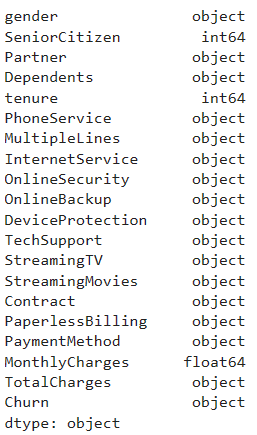 gender object
SeniorCitizen int64
Partner object
Dependents object
tenure int64
PhoneService object
MultipleLines object
InternetService object
OnlineSecurity object
OnlineBackup object
DeviceProtection object
TechSupport object
StreamingTV object
StreamingMovies object
Contract object
PaperlessBilling object
PaymentMethod object
MonthlyCharges float64
TotalCharges object
Churn object
dtype: object